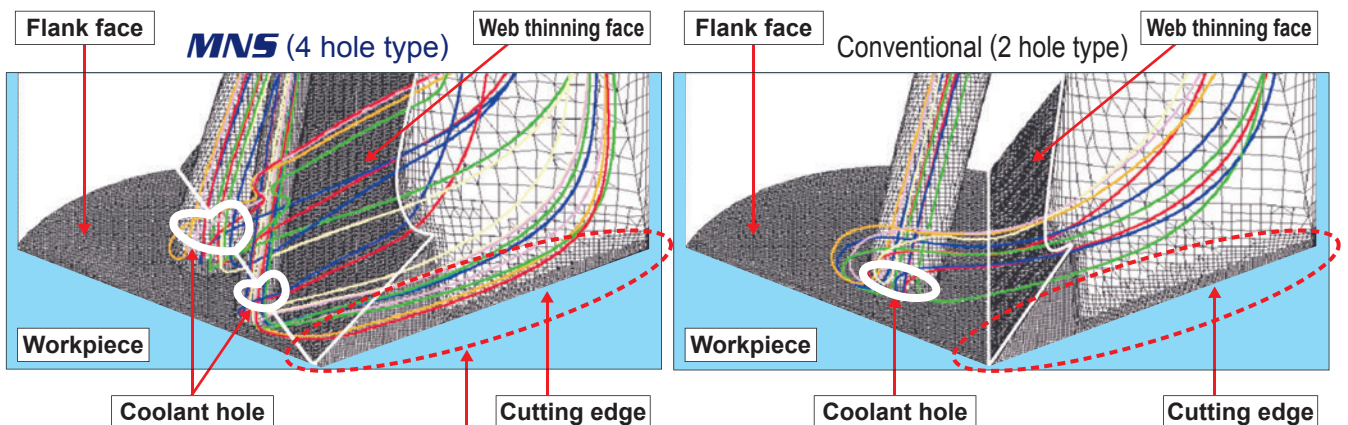 Flank face
MNS (4 hole type)
Web thinning face
Workpiece
Coolant hole
Cutting edge
Flank face
Conventional (2 hole type)
Web thinning face
Workpiece
Coolant hole
Cutting edge